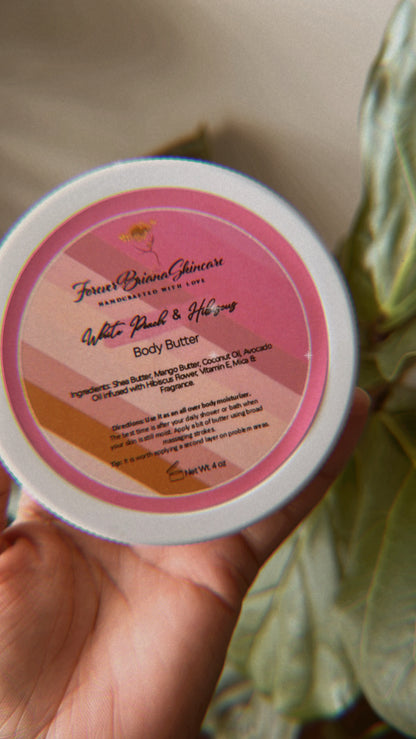 Forever Briana Skincare
HANDCRAFTED WITH LOVE
White Peach & Hibiscus
Body Butter
Ingredients: Shea Butter, Mango Butter, Coconut Oil, Avocado
Oil infused with Hibiscus Flower, Vitamin E, Mica &
Fragrance.
Directions: Use it as an all over body moisturizer.
The best time is after your daily shower or bath when
your skin is still moist. Apply a bit of butter using broad
massaging strokes.
Tip: It is worth applying a second layer on problem areas.
Net Wt. 4 oz